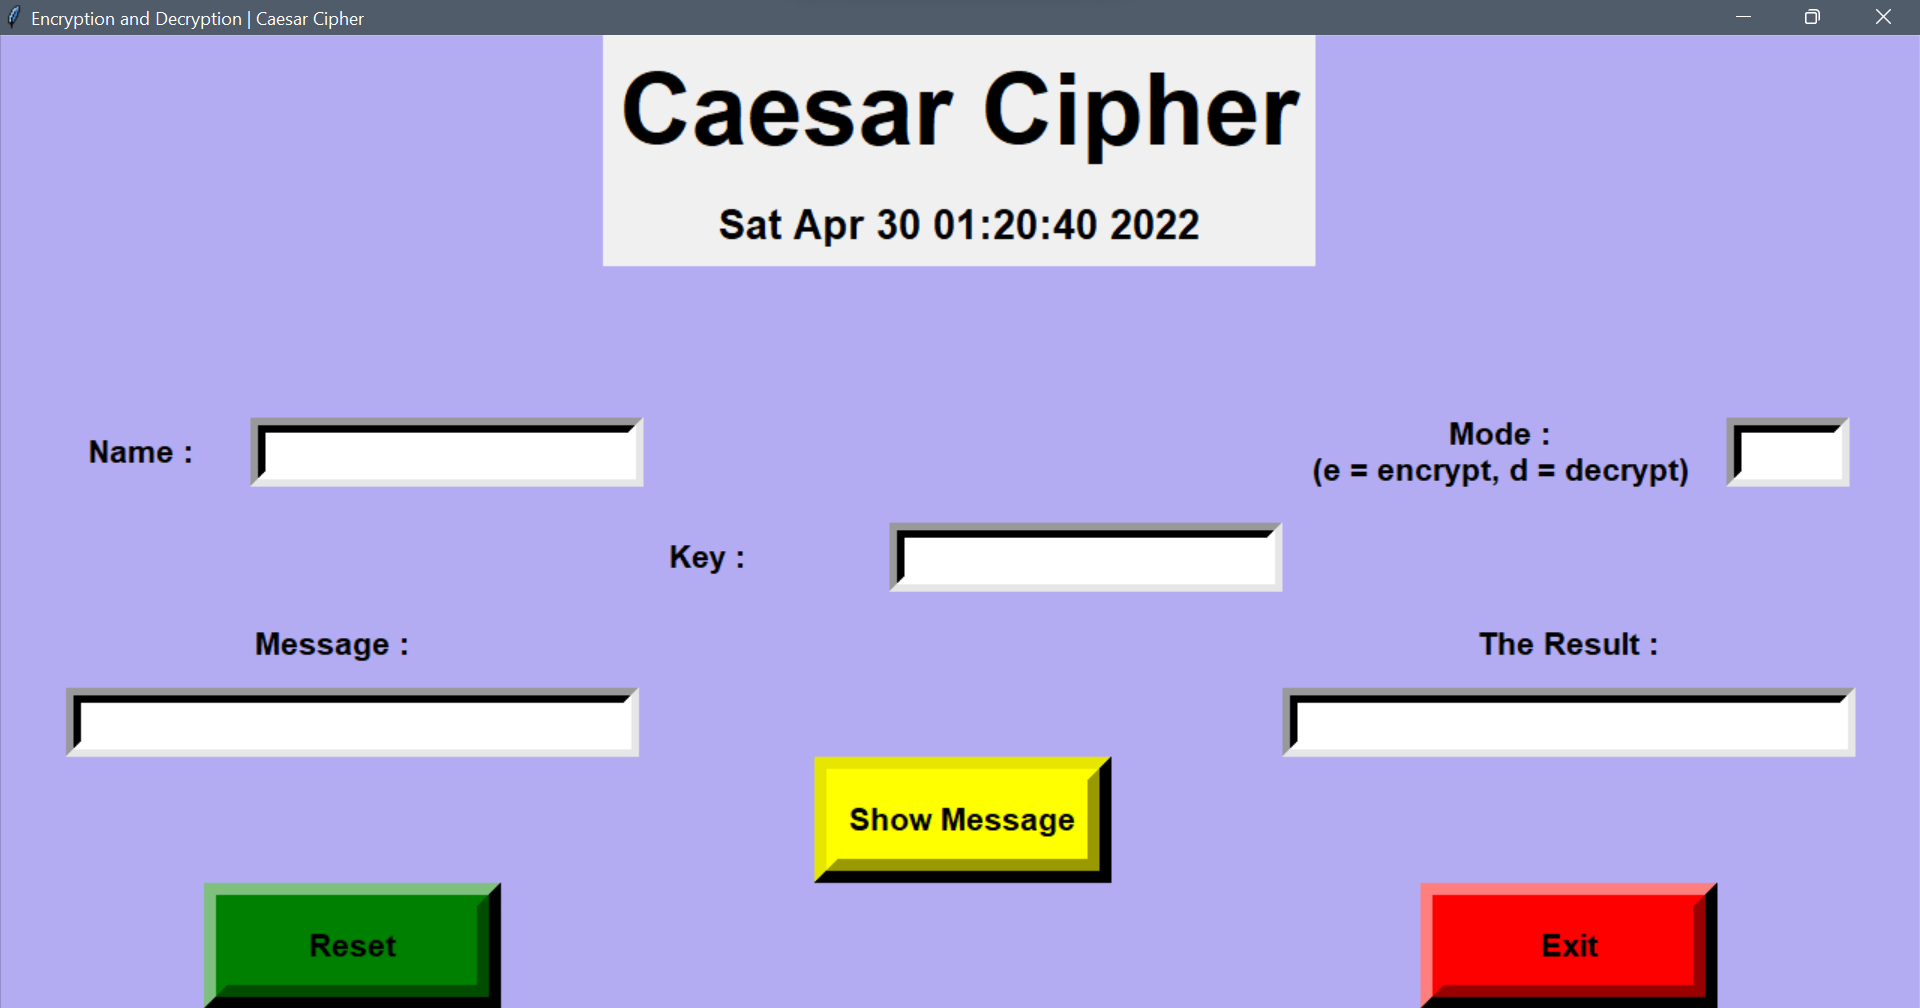 Encryption and Decryption | Caesar Cipher
Caesar Cipher
Sat Apr 30 01:20:40 2022
Name :
Mode :
(e = encrypt, d = decrypt)
Key :
Message :
The Result :
Show Message
Reset
Exit